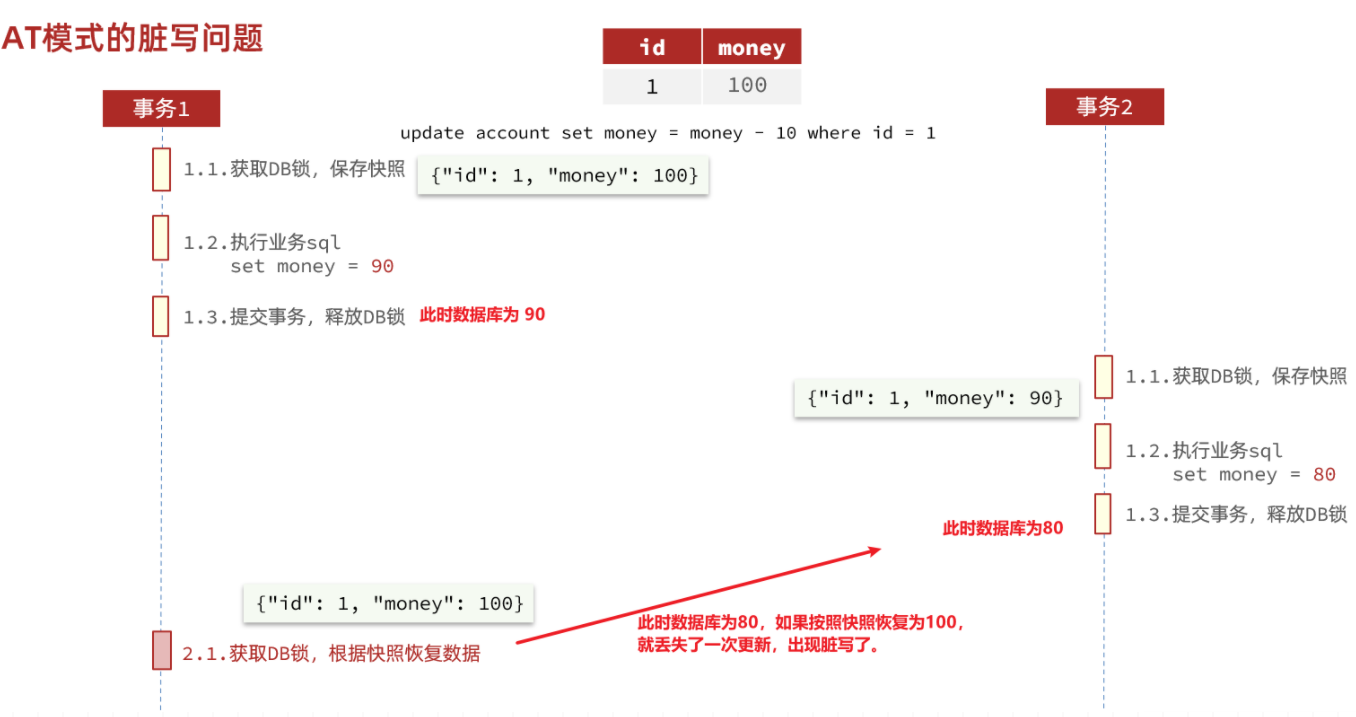 AT模式的脏写问题
id money
1 100
事务1
事务2
update account set money = money - 10 where id = 1
1.1.获取DB锁，保存快照
{"id": 1, "money": 100}
1.2.执行业务sql
set money = 90
1.3.提交事务，释放DB锁
此时数据库为 90
1.1.获取DB锁，保存快照
{"id": 1, "money": 90}
1.2.执行业务sql
set money = 80
1.3.提交事务，释放DB锁
此时数据库为80
{"id": 1, "money": 100}
此时数据库为80，如果按照快照恢复为100，
就丢失了一次更新，出现脏写了。
2.1.获取DB锁，根据快照恢复数据